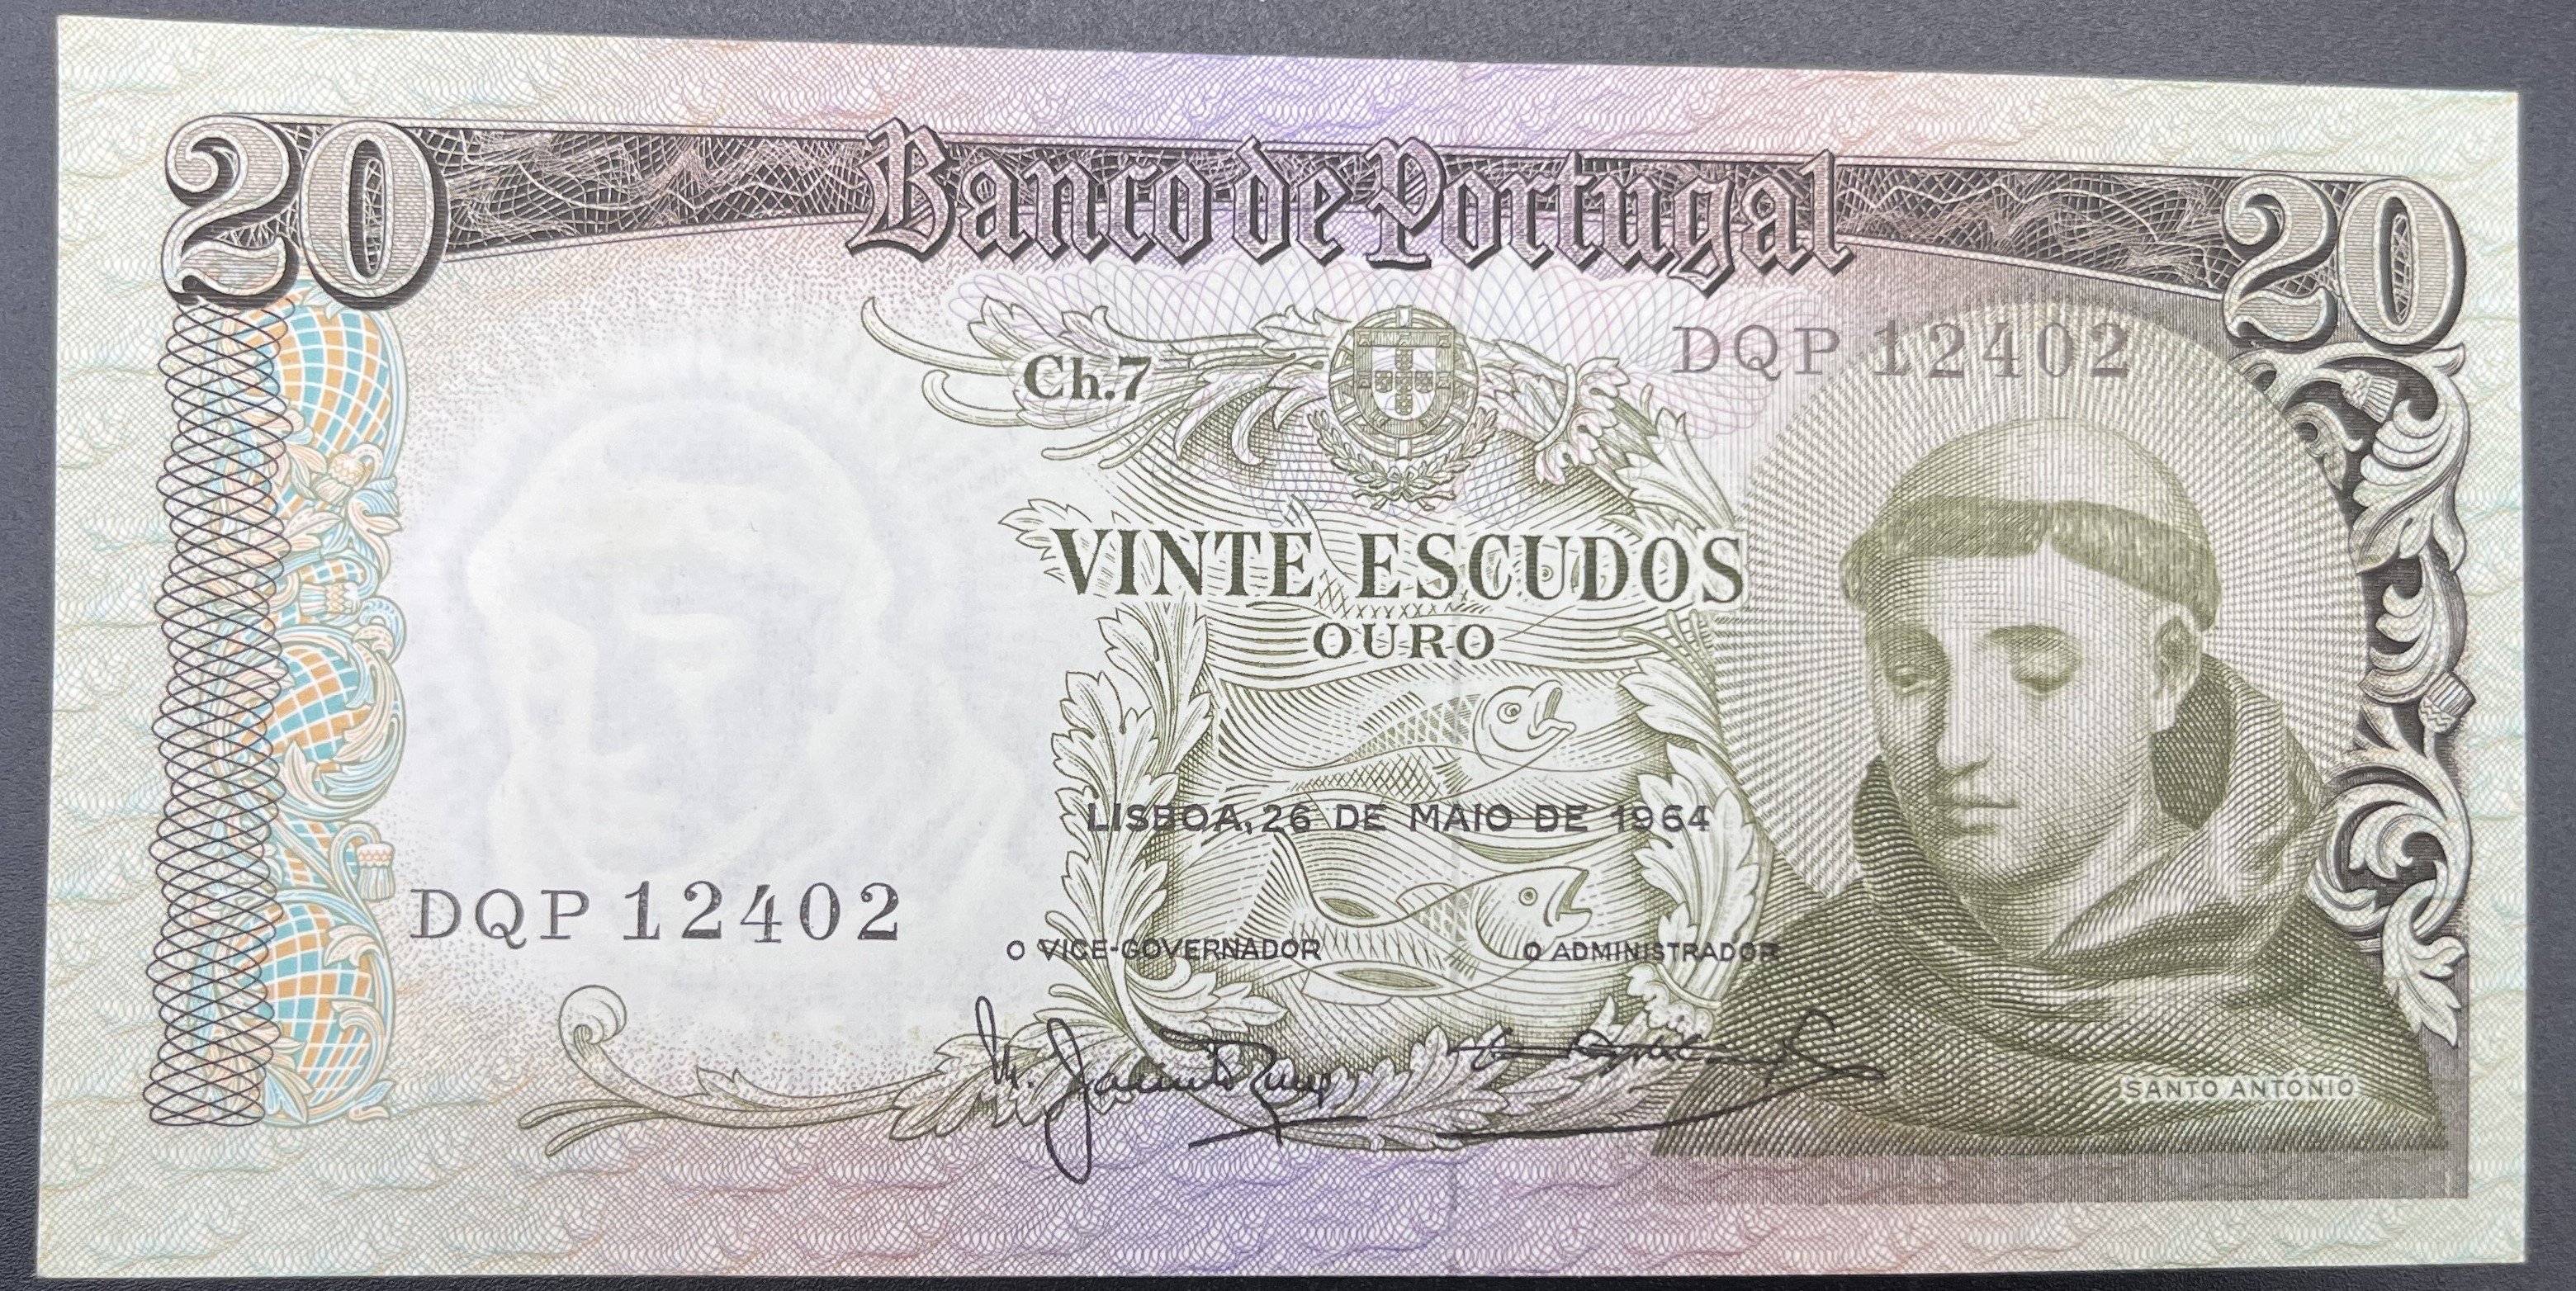 20 Banco de Portugal 20
Ch.7
DQP 12402
VINTE ESCUDOS
OURO
LISBOA, 26 DE MAIO DE 1964
DQP 12402
O VICE-GOVERNADOR O ADMINISTRADOR
SANTO ANTÓNIO